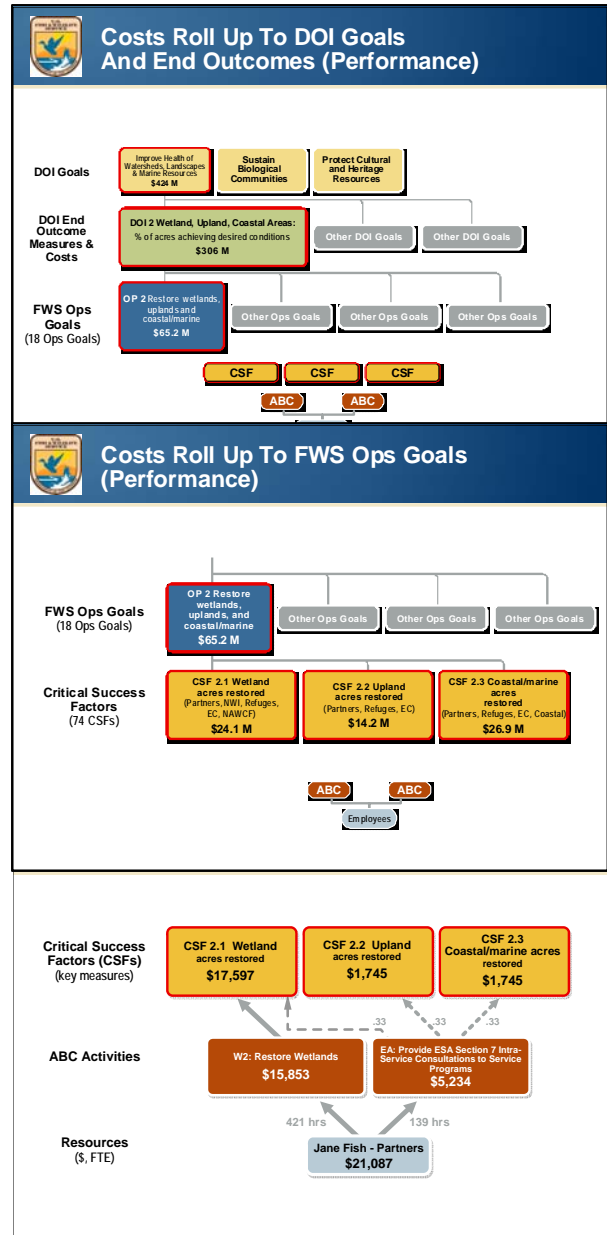 Costs Roll Up To DOI Goals
And End Outcomes (Performance)
DOI Goals
Improve Health of
Watersheds, Landscapes
& Marine Resources
$424 M
Sustain
Biological
Communities
Protect Cultural
and Heritage
Resources
DOI End
Outcome
Measures &
Costs
DOI 2 Wetland, Upland, Coastal Areas:
% of acres achieving desired conditions
$306 M
Other DOI Goals
Other DOI Goals
FWS Ops
Goals
(18 Ops Goals)
OP 2 Restore wetlands,
uplands and
coastal/marine
$65.2 M
Other Ops Goals
Other Ops Goals
Other Ops Goals
CSF
CSF
CSF
ABC
ABC
Costs Roll Up To FWS Ops Goals
(Performance)
FWS Ops Goals
(18 Ops Goals)
OP 2 Restore
wetlands,
uplands, and
coastal/marine
$65.2 M
Other Ops Goals
Other Ops Goals
Other Ops Goals
Critical Success
Factors
(74 CSFs)
CSF 2.1 Wetland
acres restored
(Partners, NWI, Refuges,
EC, NAWCF)
$24.1 M
CSF 2.2 Upland
acres restored
(Partners, Refuges, EC)
$14.2 M
CSF 2.3 Coastal/marine
acres
restored
(Partners, Refuges, EC, Coastal)
$26.9 M
ABC
ABC
Employees
Critical Success
Factors (CSFs)
(key measures)
CSF 2.1 Wetland
acres restored
$17,597
CSF 2.2 Upland
acres restored
$1,745
CSF 2.3
Coastal/marine acres
restored
$1,745
.33
.33
.33
ABC Activities
W2: Restore Wetlands
$15,853
EA: Provide ESA Section 7 Intra-
Service Consultations to Service
Programs
$5,234
421 hrs
139 hrs
Resources
($, FTE)
Jane Fish - Partners
$21,087